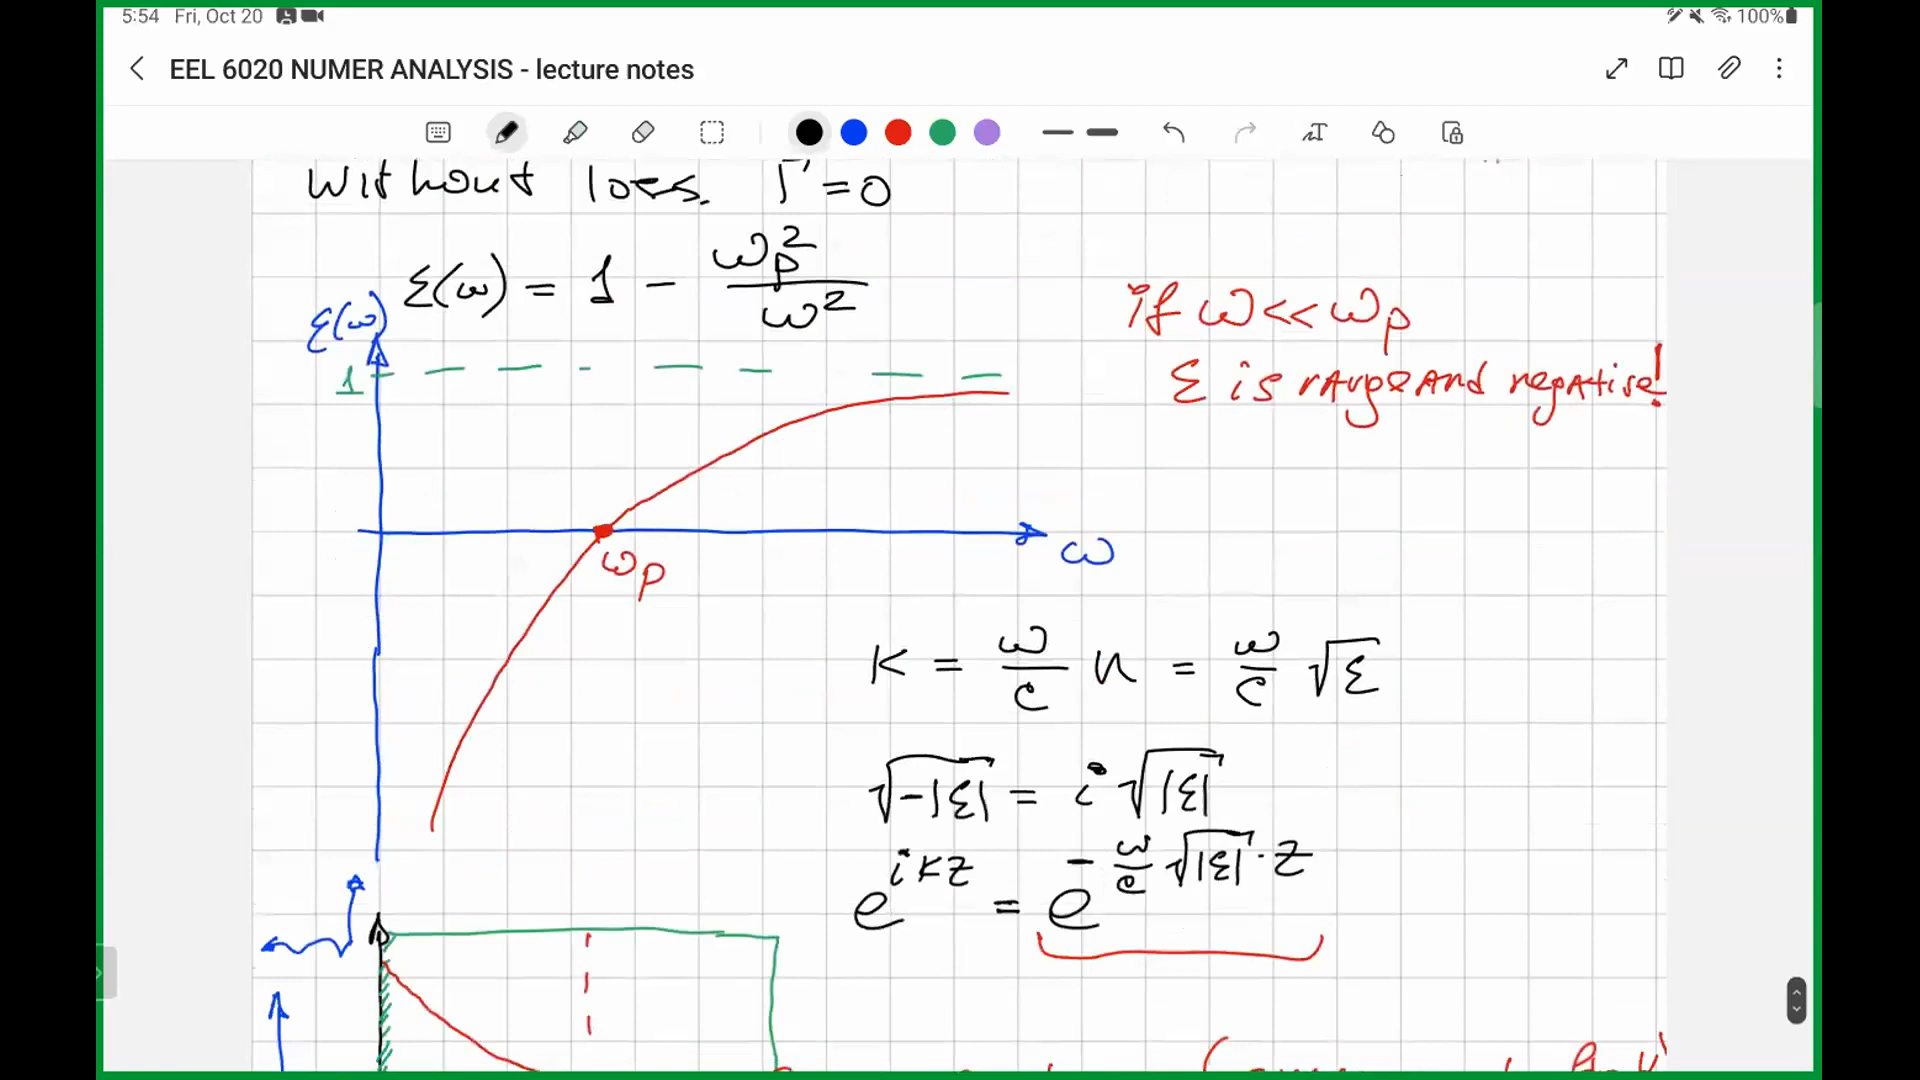 5:54 Fri, Oct 20 100%
EEL 6020 NUMER ANALYSIS - lecture notes
Without loss. Γ = 0
ε(ω) = 1 - ωp² / ω²
ε(ω)
1
if ω << ωp
ε is and negative!
ωp
ω
K = ω/c n = ω/c √ε
√-|ε| = i √|ε|
e^{ikz} = e^{-ω/c √|ε| · z}